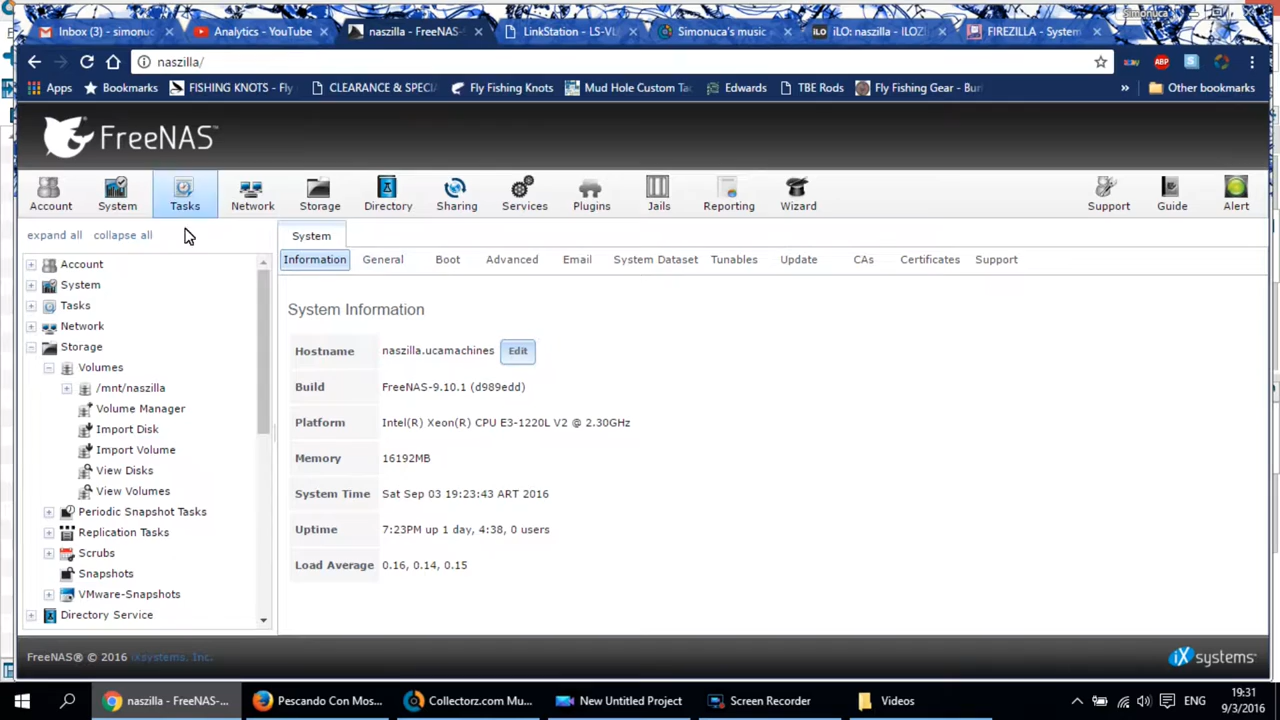 Simonuca
Inbox (3) - simonuc
Analytics - YouTube
naszilla - FreeNAS-
LinkStation - LS-VL
Simonuca's music
iLO: naszilla - ILOZ
FIREZILLA - System
naszilla/
ABP
Apps
Bookmarks
FISHING KNOTS - Fly
CLEARANCE & SPECIA
Fly Fishing Knots
Mud Hole Custom Tac
Edwards
TBE Rods
Fly Fishing Gear - Bur
»
Other bookmarks
FreeNAS™
Account
System
Tasks
Network
Storage
Directory
Sharing
Services
Plugins
Jails
Reporting
Wizard
Support
Guide
Alert
expand all
collapse all
Account
System
Tasks
Network
Storage
Volumes
/mnt/naszilla
Volume Manager
Import Disk
Import Volume
View Disks
View Volumes
Periodic Snapshot Tasks
Replication Tasks
Scrubs
Snapshots
VMware-Snapshots
Directory Service
System
Information
General
Boot
Advanced
Email
System Dataset
Tunables
Update
CAs
Certificates
Support
System Information
Hostname naszilla.ucamachines Edit
Build FreeNAS-9.10.1 (d989edd)
Platform Intel(R) Xeon(R) CPU E3-1220L V2 @ 2.30GHz
Memory 16192MB
System Time Sat Sep 03 19:23:43 ART 2016
Uptime 7:23PM up 1 day, 4:38, 0 users
Load Average 0.16, 0.14, 0.15
FreeNAS® © 2016 iXsystems, Inc.
iXsystems
naszilla - FreeNAS-...
Pescando Con Mos...
Collectorz.com Mu...
New Untitled Project
Screen Recorder
Videos
ENG
19:31
9/3/2016